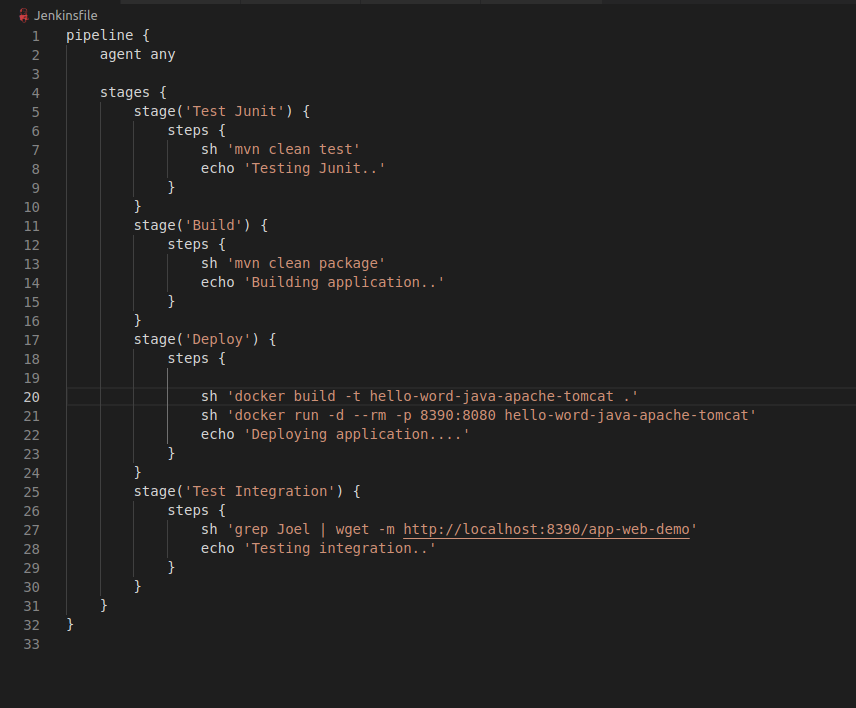 Jenkinsfile
1 pipeline {
2     agent any
3
4     stages {
5         stage('Test Junit') {
6             steps {
7                 sh 'mvn clean test'
8                 echo 'Testing Junit..'
9             }
10         }
11         stage('Build') {
12             steps {
13                 sh 'mvn clean package'
14                 echo 'Building application..'
15             }
16         }
17         stage('Deploy') {
18             steps {
19
20                 sh 'docker build -t hello-word-java-apache-tomcat .'
21                 sh 'docker run -d --rm -p 8390:8080 hello-word-java-apache-tomcat'
22                 echo 'Deploying application....'
23             }
24         }
25         stage('Test Integration') {
26             steps {
27                 sh 'grep Joel | wget -m http://localhost:8390/app-web-demo'
28                 echo 'Testing integration..'
29             }
30         }
31     }
32 }
33